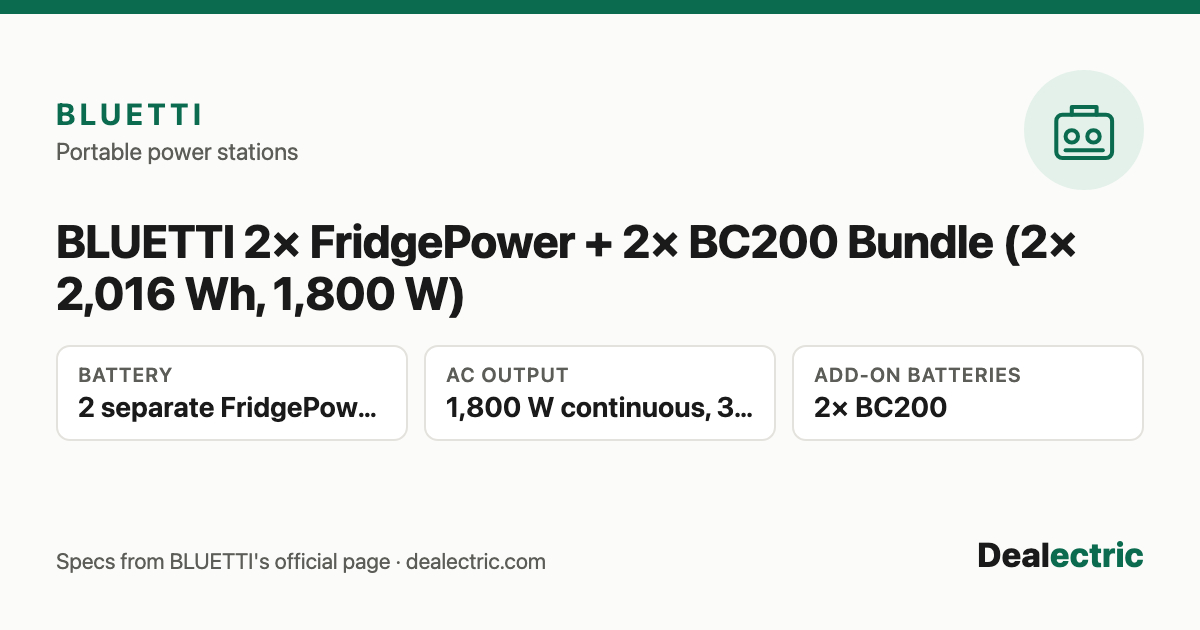 BLUETTI
Portable power stations
BLUETTI 2× FridgePower + 2× BC200 Bundle (2×
2,016 Wh, 1,800 W)
BATTERY
2 separate FridgePow...
AC OUTPUT
1,800 W continuous, 3...
ADD-ON BATTERIES
2× BC200
Specs from BLUETTI's official page · dealectric.com
Dealectric